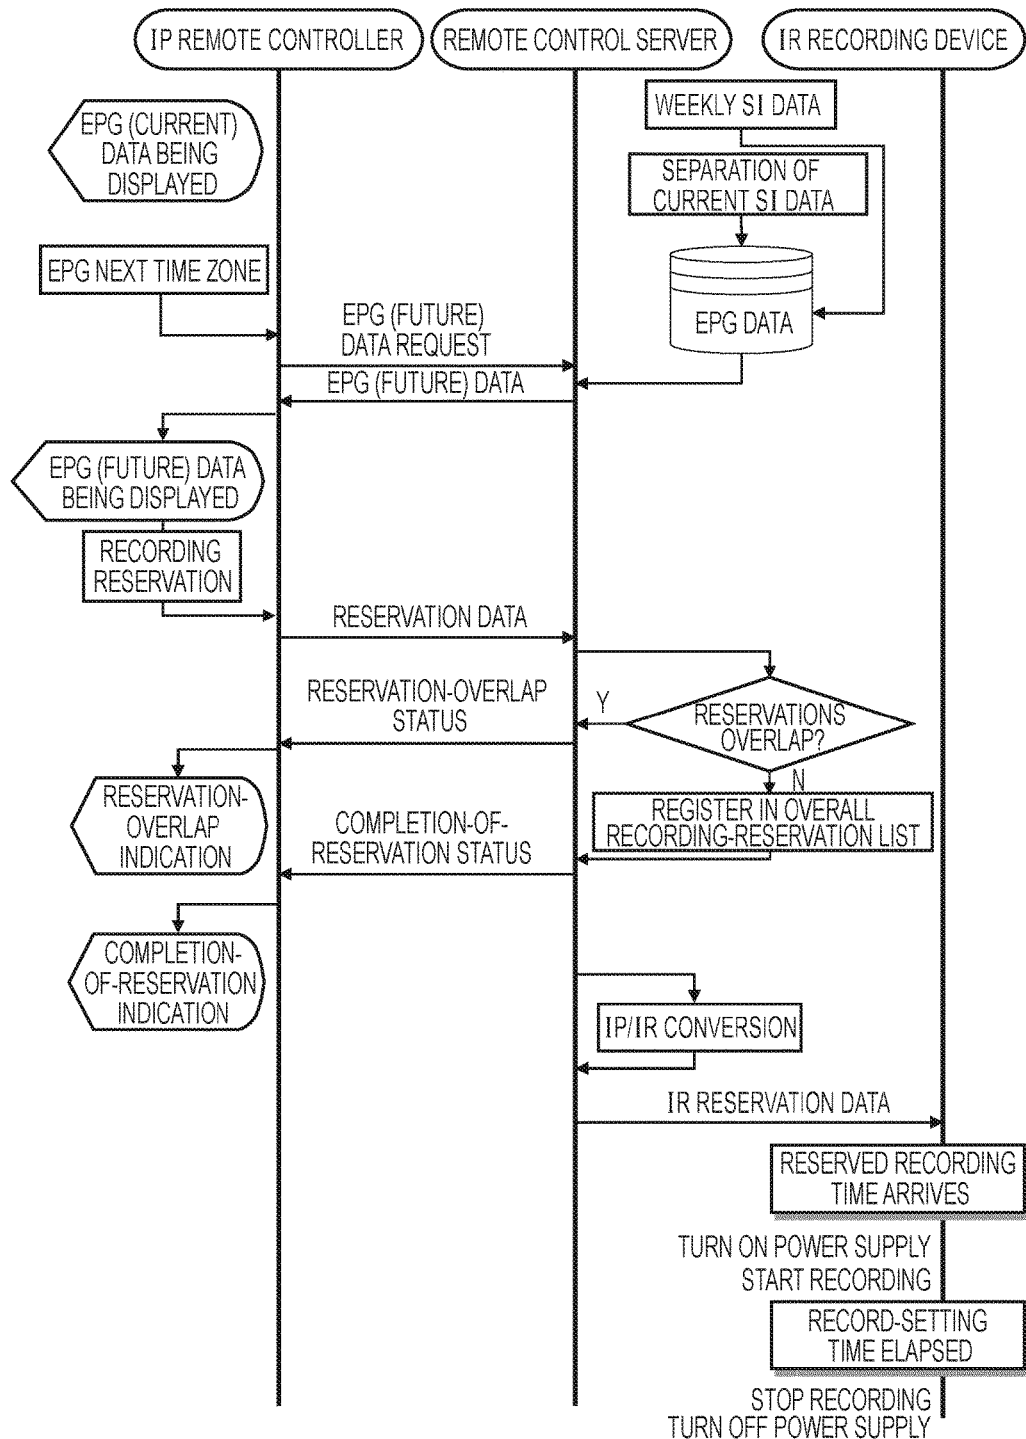 IP REMOTE CONTROLLER
REMOTE CONTROL SERVER
IR RECORDING DEVICE
WEEKLY SI DATA
EPG (CURRENT)
DATA BEING
DISPLAYED
SEPARATION OF
CURRENT SI DATA
EPG NEXT TIME ZONE
EPG DATA
EPG (FUTURE)
DATA REQUEST
EPG (FUTURE) DATA
EPG (FUTURE) DATA
BEING DISPLAYED
RECORDING
RESERVATION
RESERVATION DATA
RESERVATION-OVERLAP
STATUS
Y
RESERVATIONS
OVERLAP?
N
RESERVATION-
OVERLAP
INDICATION
REGISTER IN OVERALL
RECORDING-RESERVATION LIST
COMPLETION-OF-
RESERVATION STATUS
COMPLETION-
OF-RESERVATION
INDICATION
IP/IR CONVERSION
IR RESERVATION DATA
RESERVED RECORDING
TIME ARRIVES
TURN ON POWER SUPPLY
START RECORDING
RECORD-SETTING
TIME ELAPSED
STOP RECORDING
TURN OFF POWER SUPPLY